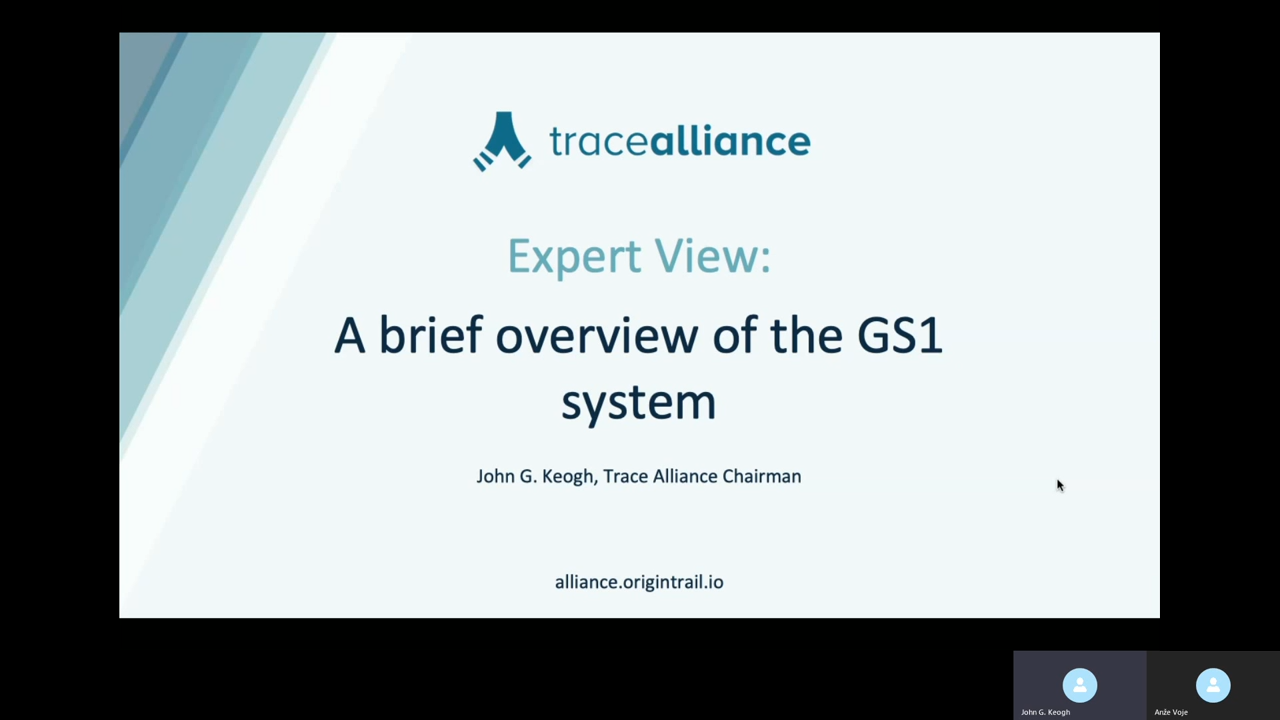 tracealliance
Expert View:
A brief overview of the GS1
system
John G. Keogh, Trace Alliance Chairman
alliance.origintrail.io
John G. Keogh
Anže Voje